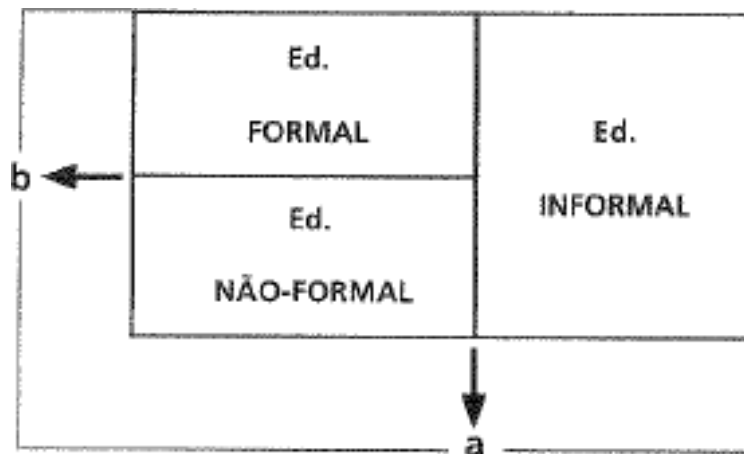 Ed.
FORMAL
Ed.
INFORMAL
b
Ed.
NÃO-FORMAL
a